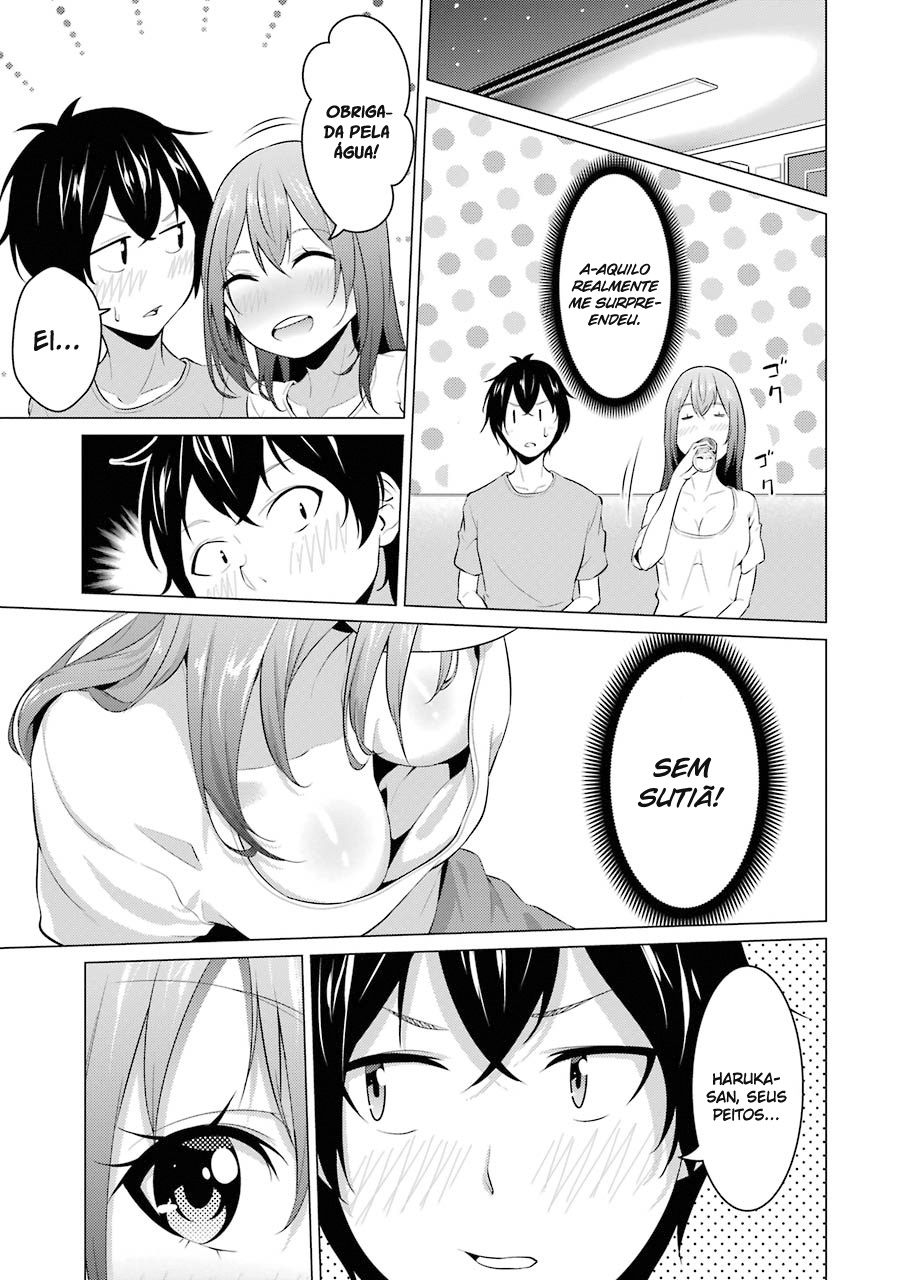 A-AQUILO
REALMENTE
ME SURPRE-
ENDEU.
ゴク
ゴク
OBRIGA-
DA PELA
ÁGUA!
EI...
SEM
SUTIÃ!
HARUKA-
SAN, SEUS
PEITOS...